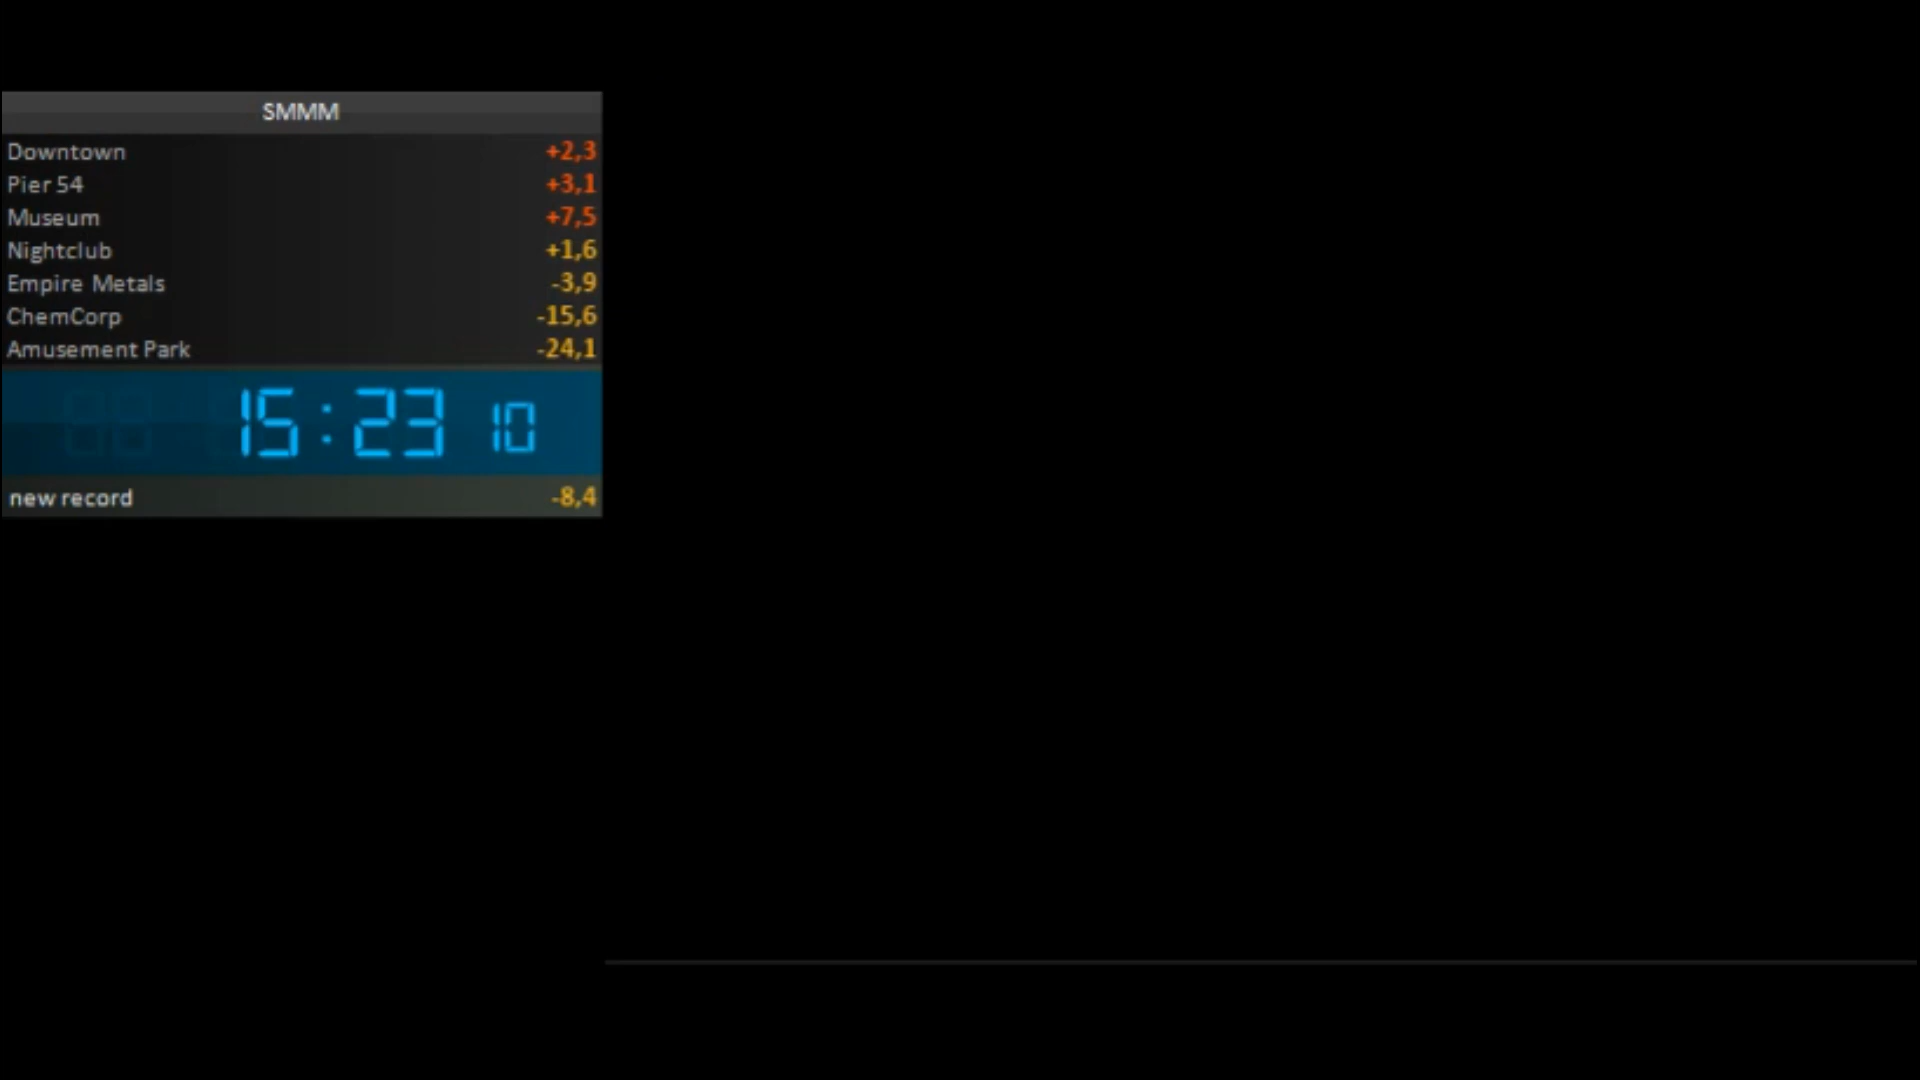 SMMM
Downtown +2,3
Pier 54 +3,1
Museum +7,5
Nightclub +1,6
Empire Metals -3,9
ChemCorp -15,6
Amusement Park -24,1
15:23 10
new record -8,4